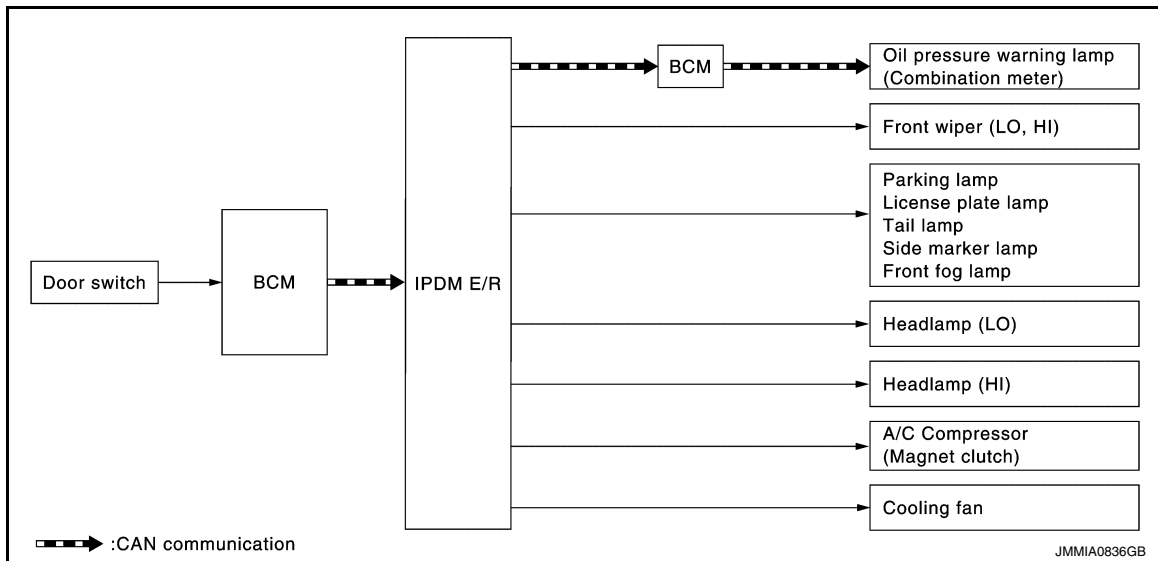 Oil pressure warning lamp
(Combination meter)
BCM
Front wiper (LO, HI)
Parking lamp
License plate lamp
Tail lamp
Side marker lamp
Front fog lamp
Door switch
BCM
IPDM E/R
Headlamp (LO)
Headlamp (HI)
A/C Compressor
(Magnet clutch)
Cooling fan
:CAN communication
JMMIA0836GB